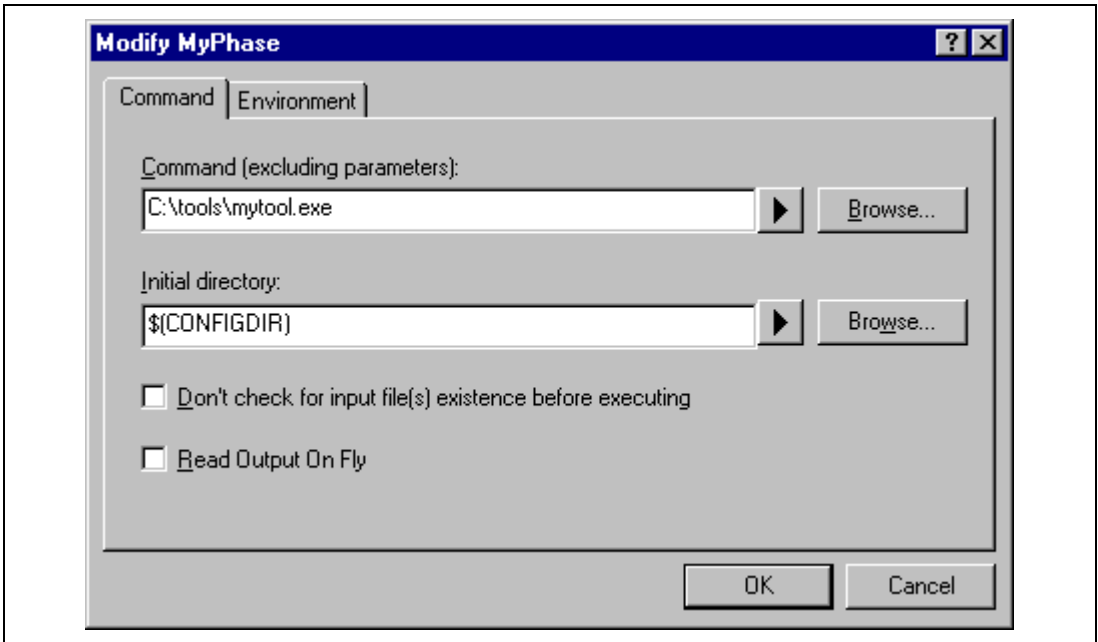 Modify MyPhase
Command Environment
Command (excluding parameters):
C:\tools\mytool.exe Browse...
Initial directory:
$(CONFIGDIR) Browse...
Don't check for input file(s) existence before executing
Read Output On Fly
OK Cancel